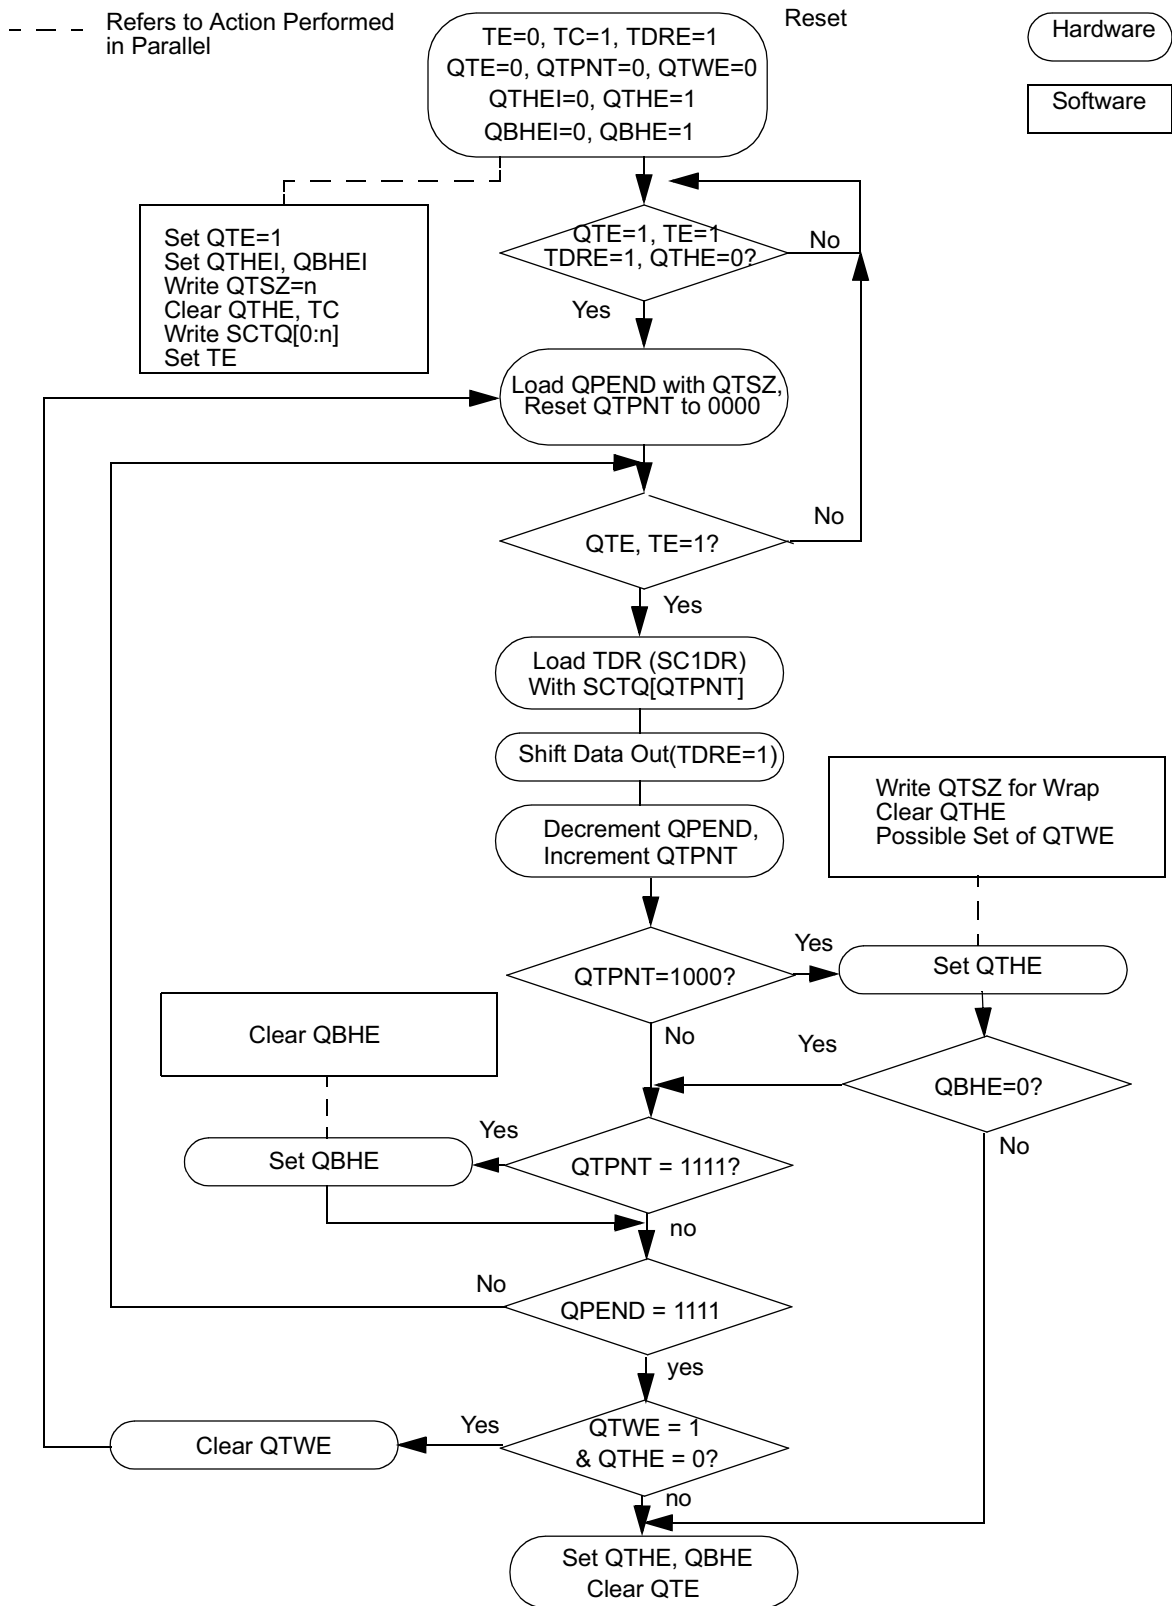 Refers to Action Performed
in Parallel
Reset
Hardware
Software
TE=0, TC=1, TDRE=1
QTE=0, QTPNT=0, QTWE=0
QTHEI=0, QTHE=1
QBHEI=0, QBHE=1
Set QTE=1
Set QTHEI, QBHEI
Write QTSZ=n
Clear QTHE, TC
Write SCTQ[0:n]
Set TE
QTE=1, TE=1
TDRE=1, QTHE=0?
No
Yes
Load QPEND with QTSZ,
Reset QTPNT to 0000
QTE, TE=1?
No
Yes
Load TDR (SC1DR)
With SCTQ[QTPNT]
Shift Data Out(TDRE=1)
Decrement QPEND,
Increment QTPNT
Write QTSZ for Wrap
Clear QTHE
Possible Set of QTWE
QTPNT=1000?
Yes
Set QTHE
No
Yes
QBHE=0?
No
Clear QBHE
Yes
Set QBHE
QTPNT = 1111?
no
No
QPEND = 1111
yes
Clear QTWE
Yes
QTWE = 1
& QTHE = 0?
no
Set QTHE, QBHE
Clear QTE